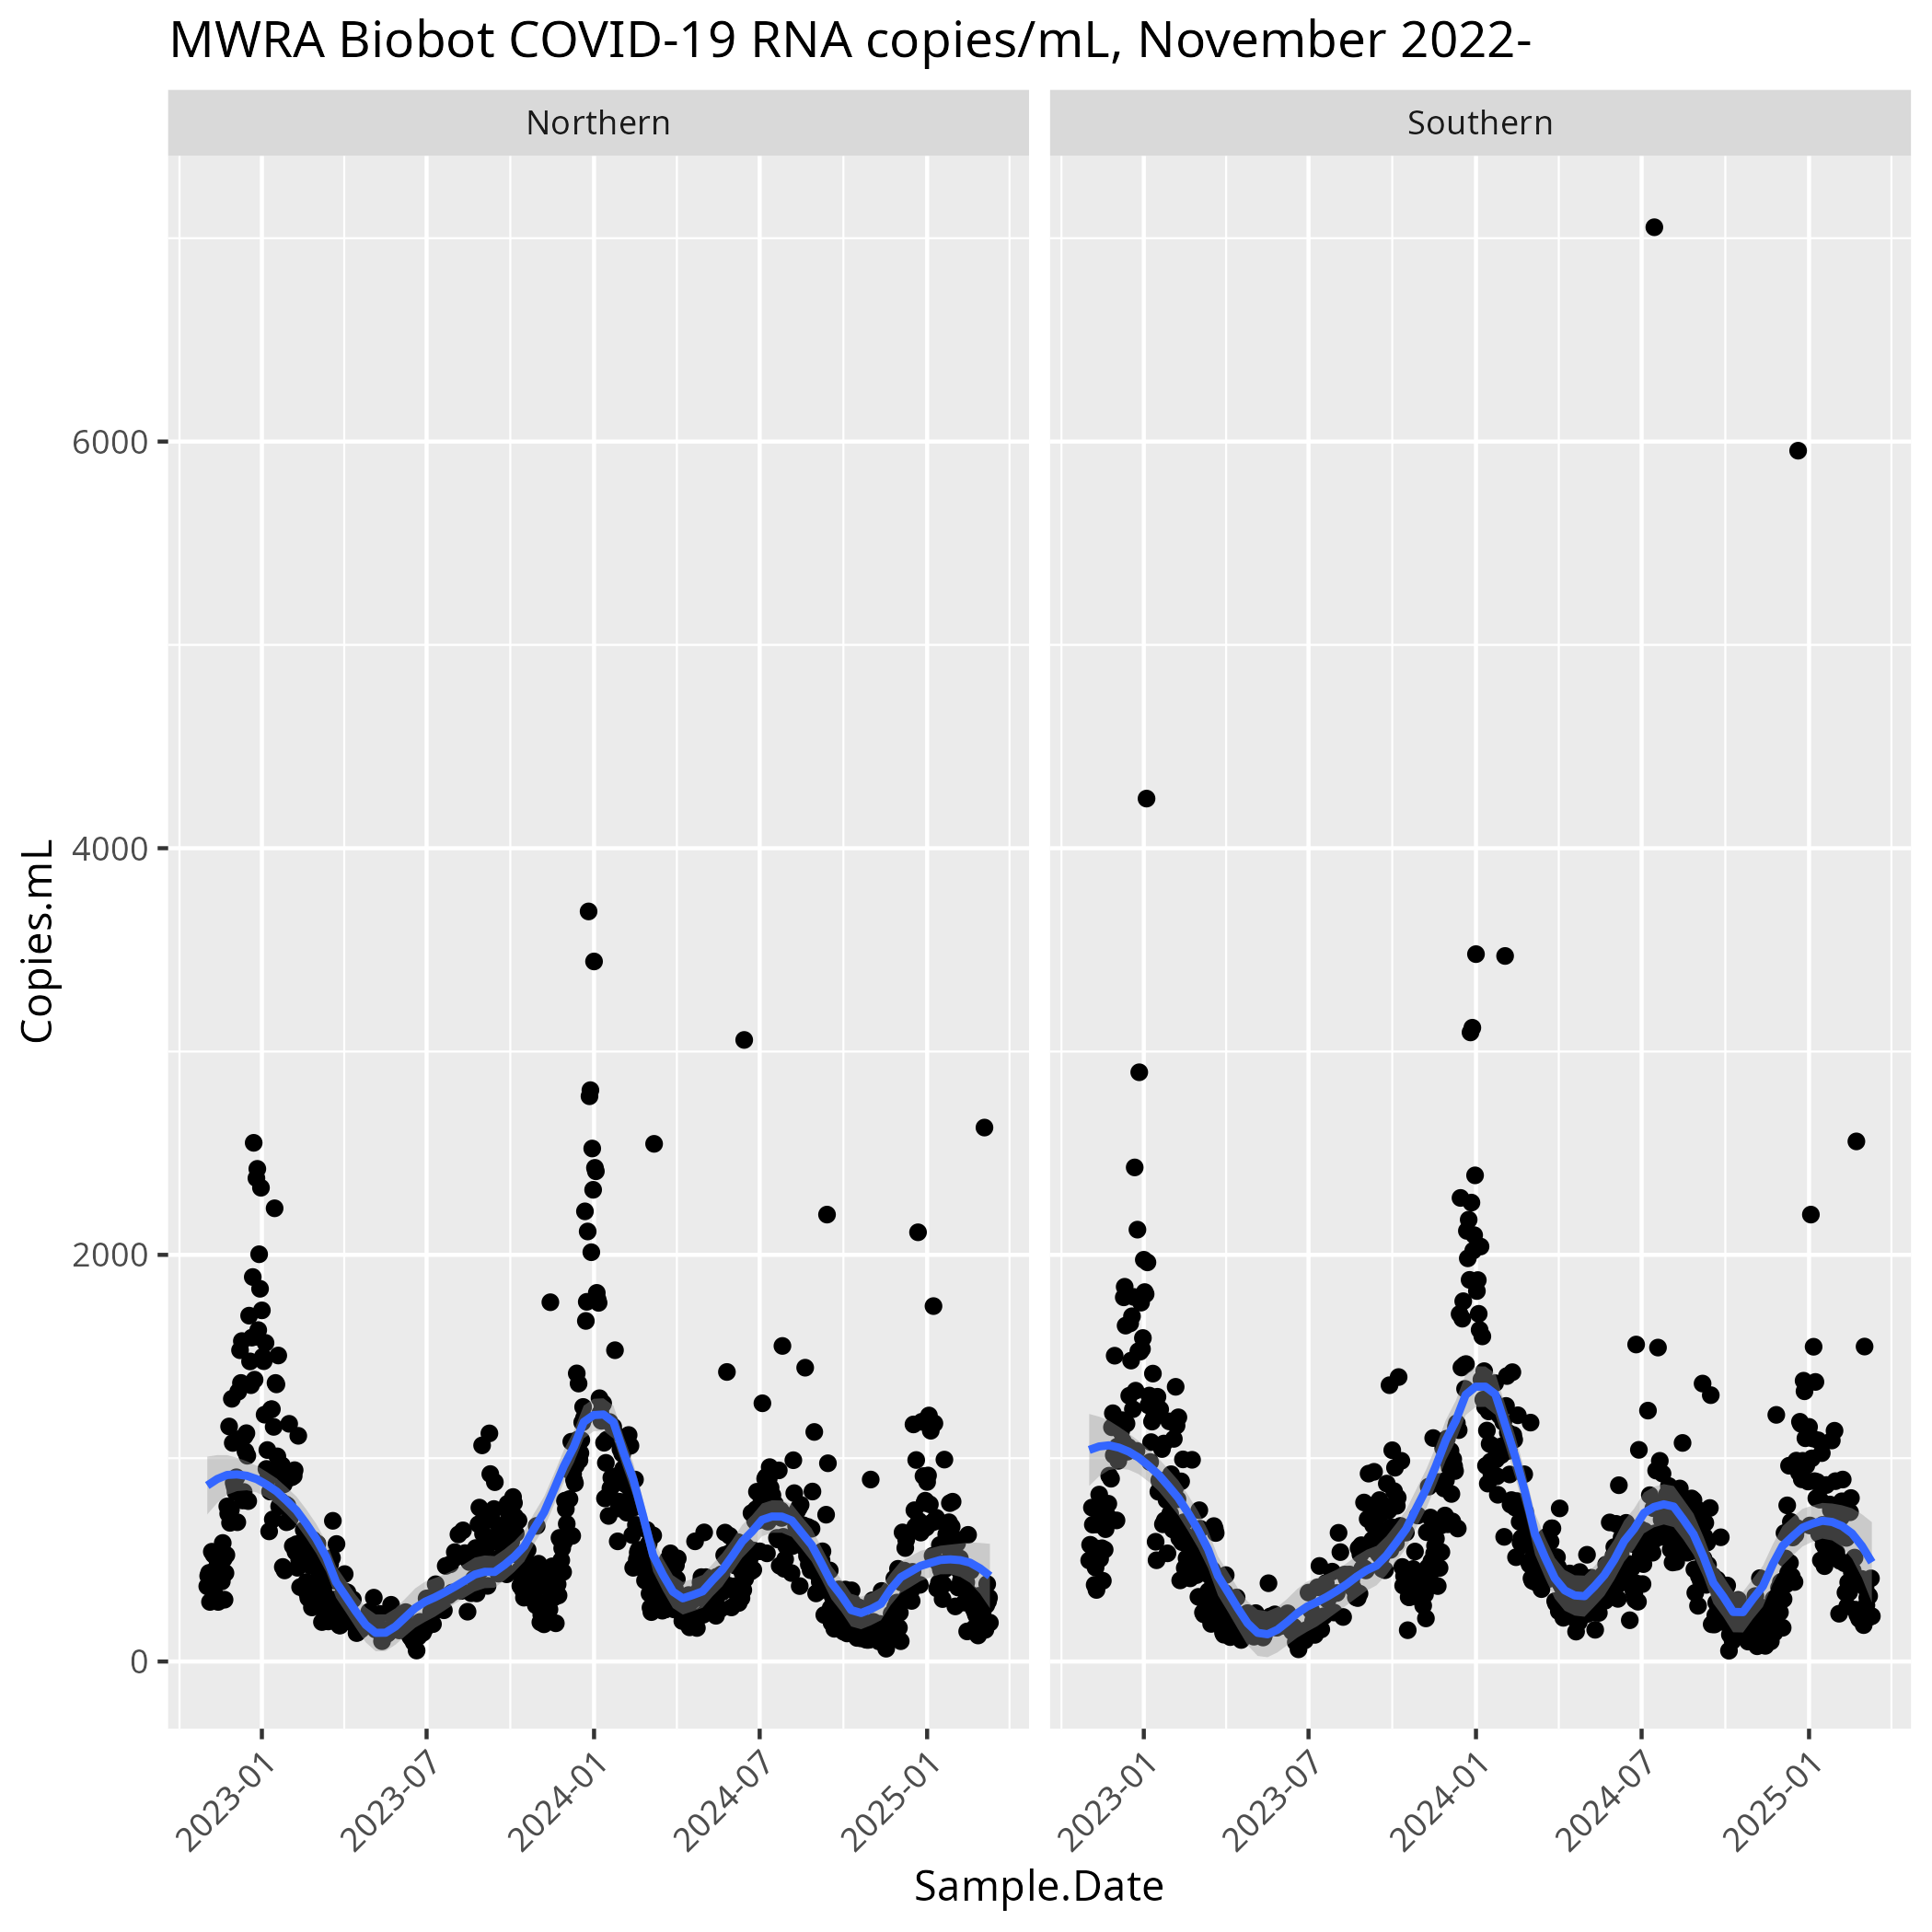 MWRA Biobot COVID-19 RNA copies/mL, November 2022-
Northern
Southern
Copies.mL
6000
4000
2000
0
2023-01
2023-07
2024-01
2024-07
2025-01
2023-01
2023-07
2024-01
2024-07
2025-01
Sample.Date